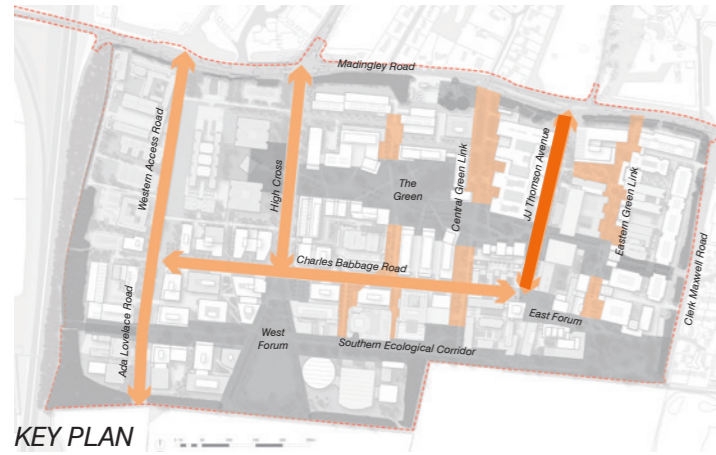 Madingley Road
Western Access Road
High Cross
The
Green
Central Green Link
JJ Thomson Avenue
Eastern Green Link
Clerk Maxwell Road
Charles Babbage Road
Ada Lovelace Road
West
Forum
East Forum
Southern Ecological Corridor
KEY PLAN